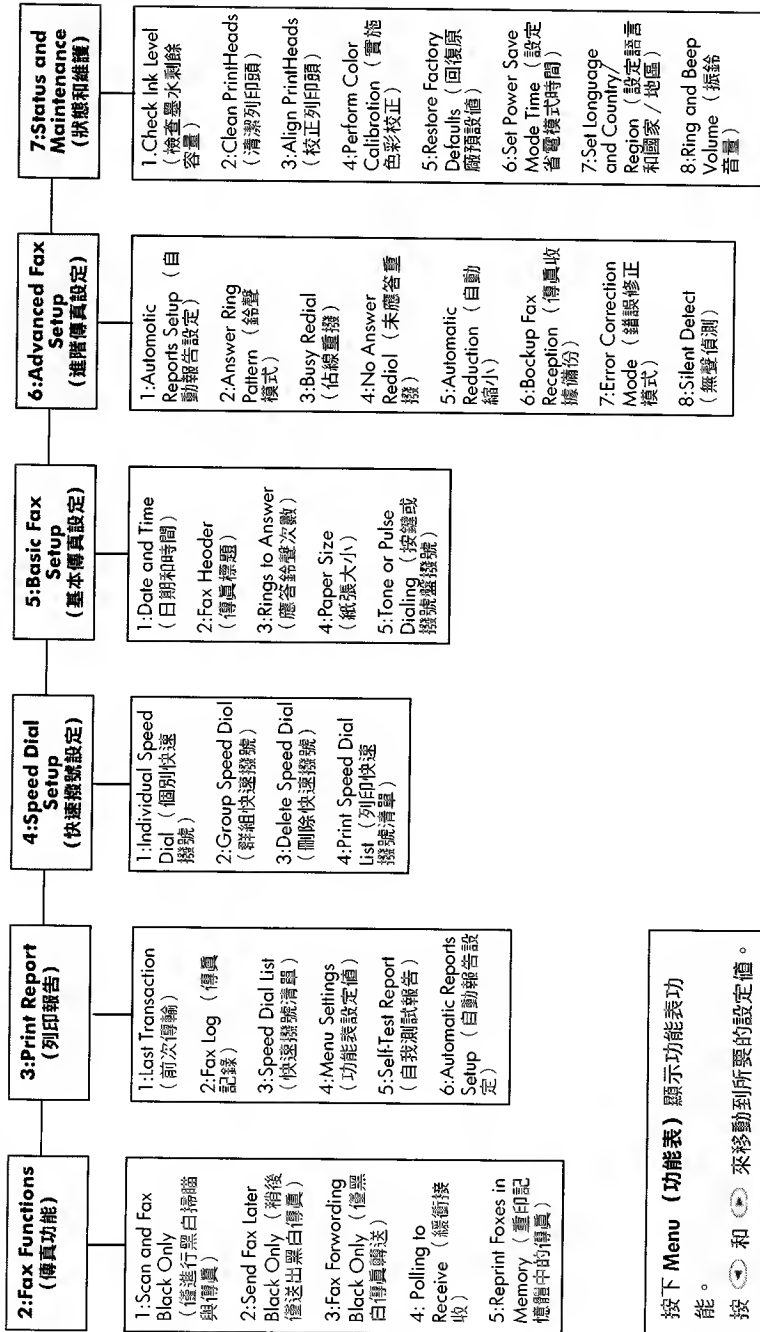 2:Fax Functions
(傳真功能)
1:Scan and Fax
Black Only
(僅進行黑白掃瞄
與傳真)
2:Send Fax Later
Black Only (稍後
僅送出黑白傳真)
3:Fax Forwording
Black Only (僅黑
白傳真轉送)
4: Polling to
Receive (緩衝接
收)
5:Reprint Foxes in
Memory (重印記
憶體中的傳真)
3:Print Report
(列印報告)
1:Last Transaction
(前次傳輸)
2:Fax Log (傳真
記錄)
3:Speed Dial List
(快速撥號清單)
4:Menu Settings
(功能表設定值)
5:Self-Test Report
(自我測試報告)
6:Automatic Reports
Setup (自動報告設
定)
4:Speed Dial
Setup
(快速撥號設定)
1:Individual Speed
Dial (個別快速
撥號)
2:Group Speed Diol
(群組快速撥號)
3:Delete Speed Dial
(刪除快速撥號)
4:Print Speed Dial
List (列印快速
撥號清單)
5:Basic Fax
Setup
(基本傳真設定)
1:Date and Time
(日期和時間)
2:Fax Heoder
(傳真標題)
3:Rings to Answer
(應答鈴聲次數)
4:Paper Size
(紙張大小)
5:Tone or Pulse
Dialing (按鍵或
撥號盤撥號)
6:Advanced Fax
Setup
(進階傳真設定)
1:Automotic
Reports Setup (自
動報告設定)
2:Answer Ring
Pattern (鈴聲
模式)
3:Busy Redial
(佔線重撥)
4:No Answer
Rediol (未應答重
撥)
5:Automatic
Reduction (自動
縮小)
6:Bockup Fax
Reception (傳真收
據備份)
7:Error Correction
Mode (錯誤修正
模式)
8:Silent Detect
(無聲偵測)
7:Status and
Maintenance
(狀態和維護)
1.Check Ink Level
(檢查墨水剩餘
容量)
2:Clean PrintHeads
(清潔列印頭)
3:Align PrintHeads
(校正列印頭)
4:Perform Color
Calibrotion (實施
色彩校正)
5:Restore Factory
Defaults (回復原
廠預設值)
6:Set Power Save
Mode Time (設定
省電模式時間)
7:Set Longuage
and Country/
Region (設定語言
和國家/地區)
8:Ring and Beep
Volume (振鈴
音量)
按下 Menu (功能表) 顯示功能表功
能。
按 ◀ 和 ▶ 來移動到所要的設定值。